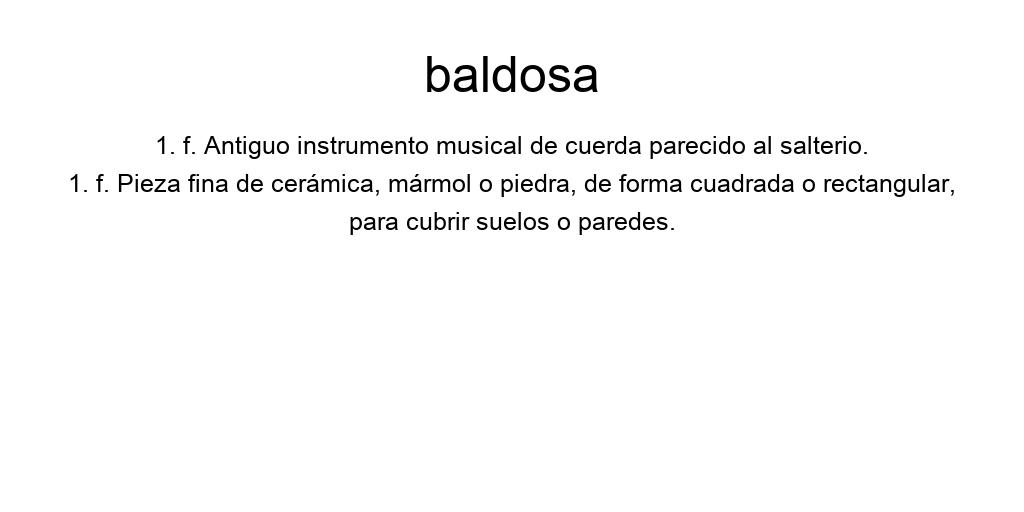 baldosa
1. f. Antiguo instrumento musical de cuerda parecido al salterio.
1. f. Pieza fina de cerámica, mármol o piedra, de forma cuadrada o rectangular,
para cubrir suelos o paredes.